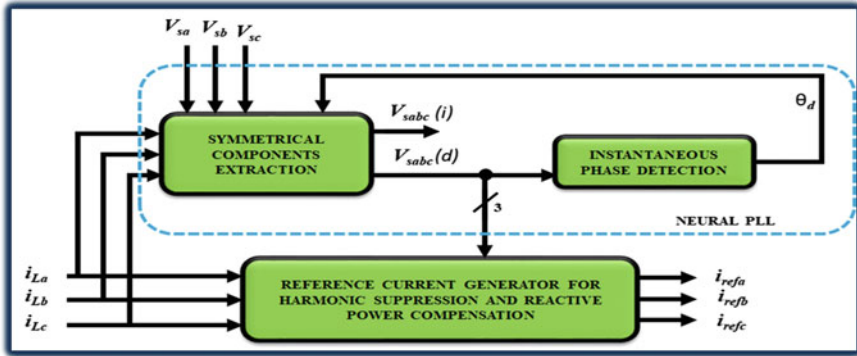 V_sa V_sb V_sc
θ_d
V_sabc (i)
SYMMETRICAL
COMPONENTS
EXTRACTION
V_sabc (d)
INSTANTANEOUS
PHASE DETECTION
3
NEURAL PLL
i_La
i_Lb
i_Lc
REFERENCE CURRENT GENERATOR FOR
HARMONIC SUPPRESSION AND REACTIVE
POWER COMPENSATION
i_refa
i_refb
i_refc